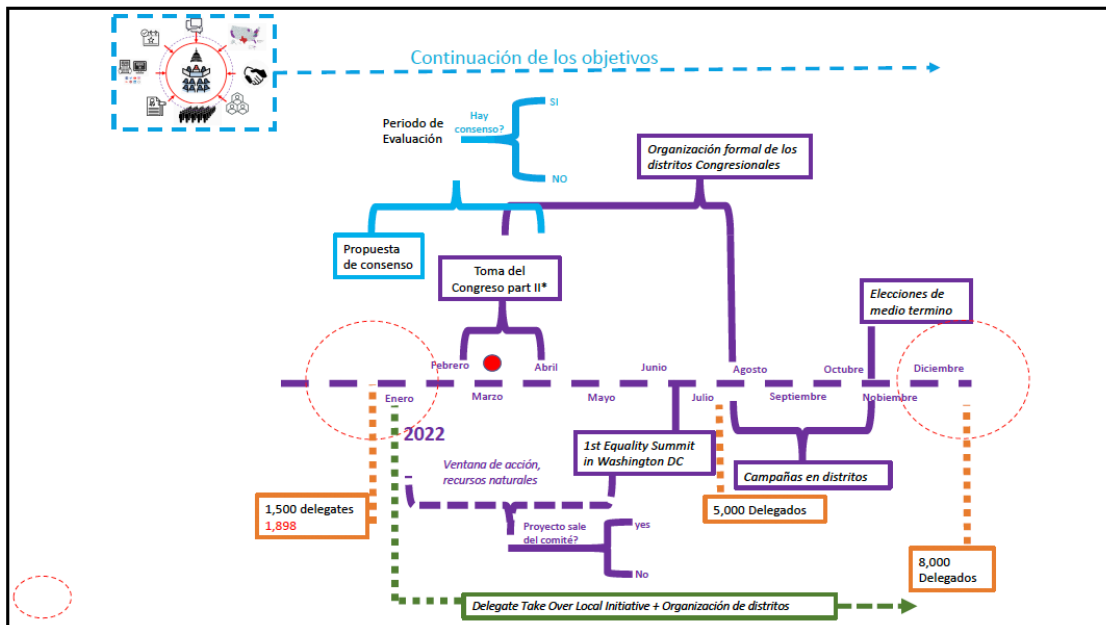 Continuación de los objetivos
Periodo de
Evaluación
Hay
consenso?
SI
NO
Organización formal de los
distritos Congresionales
Propuesta
de consenso
Toma del
Congreso part II*
Elecciones de
medio termino
Febrero
Abril
Junio
Agosto
Octubre
Diciembre
Enero
Marzo
Mayo
Julio
Septiembre
Nobiembre
2022
1st Equality Summit
in Washington DC
Ventana de acción,
recursos naturales
Campañas en distritos
1,500 delegates
1,898
5,000 Delegados
Proyecto sale
del comité?
yes
No
8,000
Delegados
Delegate Take Over Local Initiative + Organización de distritos